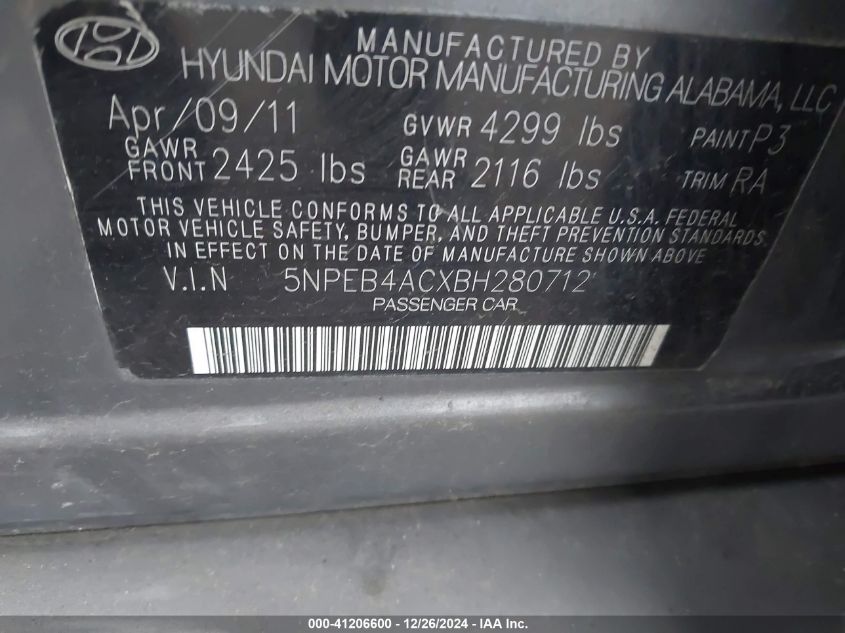 MANUFACTURED BY
HYUNDAI MOTOR MANUFACTURING ALABAMA, LLC
Apr/09/11 GVWR 4299 lbs PAINT P3
GAWR FRONT 2425 lbs GAWR REAR 2116 lbs TRIM RA
THIS VEHICLE CONFORMS TO ALL APPLICABLE U.S.A. FEDERAL
MOTOR VEHICLE SAFETY, BUMPER, AND THEFT PREVENTION STANDARDS
IN EFFECT ON THE DATE OF MANUFACTURE SHOWN ABOVE
V.I.N 5NPEB4ACXBH280712
PASSENGER CAR
000-41206600 - 12/26/2024 - IAA Inc.